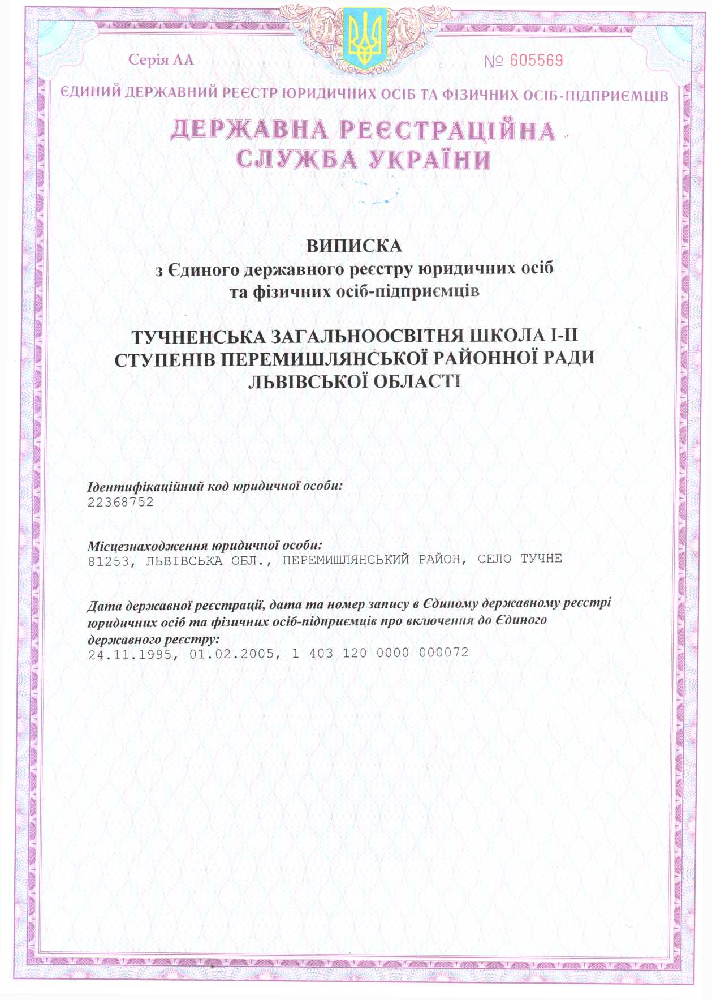 Серія АА
№ 605569
ЄДИНИЙ ДЕРЖАВНИЙ РЕЄСТР ЮРИДИЧНИХ ОСІБ ТА ФІЗИЧНИХ ОСІБ-ПІДПРИЄМЦІВ
ДЕРЖАВНА РЕЄСТРАЦІЙНА
СЛУЖБА УКРАЇНИ
ВИПИСКА
з Єдиного державного реєстру юридичних осіб
та фізичних осіб-підприємців
ТУЧНЕНСЬКА ЗАГАЛЬНООСВІТНЯ ШКОЛА І-ІІ
СТУПЕНІВ ПЕРЕМИШЛЯНСЬКОЇ РАЙОННОЇ РАДИ
ЛЬВІВСЬКОЇ ОБЛАСТІ
Ідентифікаційний код юридичної особи:
22368752
Місцезнаходження юридичної особи:
81253, ЛЬВІВСЬКА ОБЛ., ПЕРЕМИШЛЯНСЬКИЙ РАЙОН, СЕЛО ТУЧНЕ
Дата державної реєстрації, дата та номер запису в Єдиному державному реєстрі
юридичних осіб та фізичних осіб-підприємців про включення до Єдиного
державного реєстру:
24.11.1995, 01.02.2005, 1 403 120 0000 000072